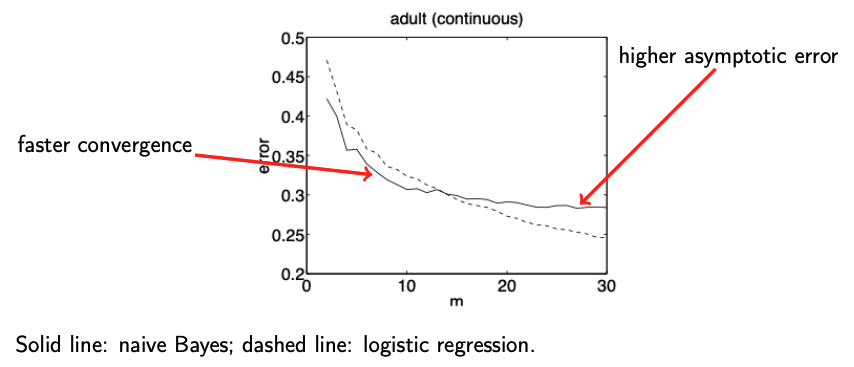 adult (continuous)
0.5
higher asymptotic error
0.45
0.4
faster convergence
0.35
error
0.3
0.25
0.2
0 10 20 30
m
Solid line: naive Bayes; dashed line: logistic regression.